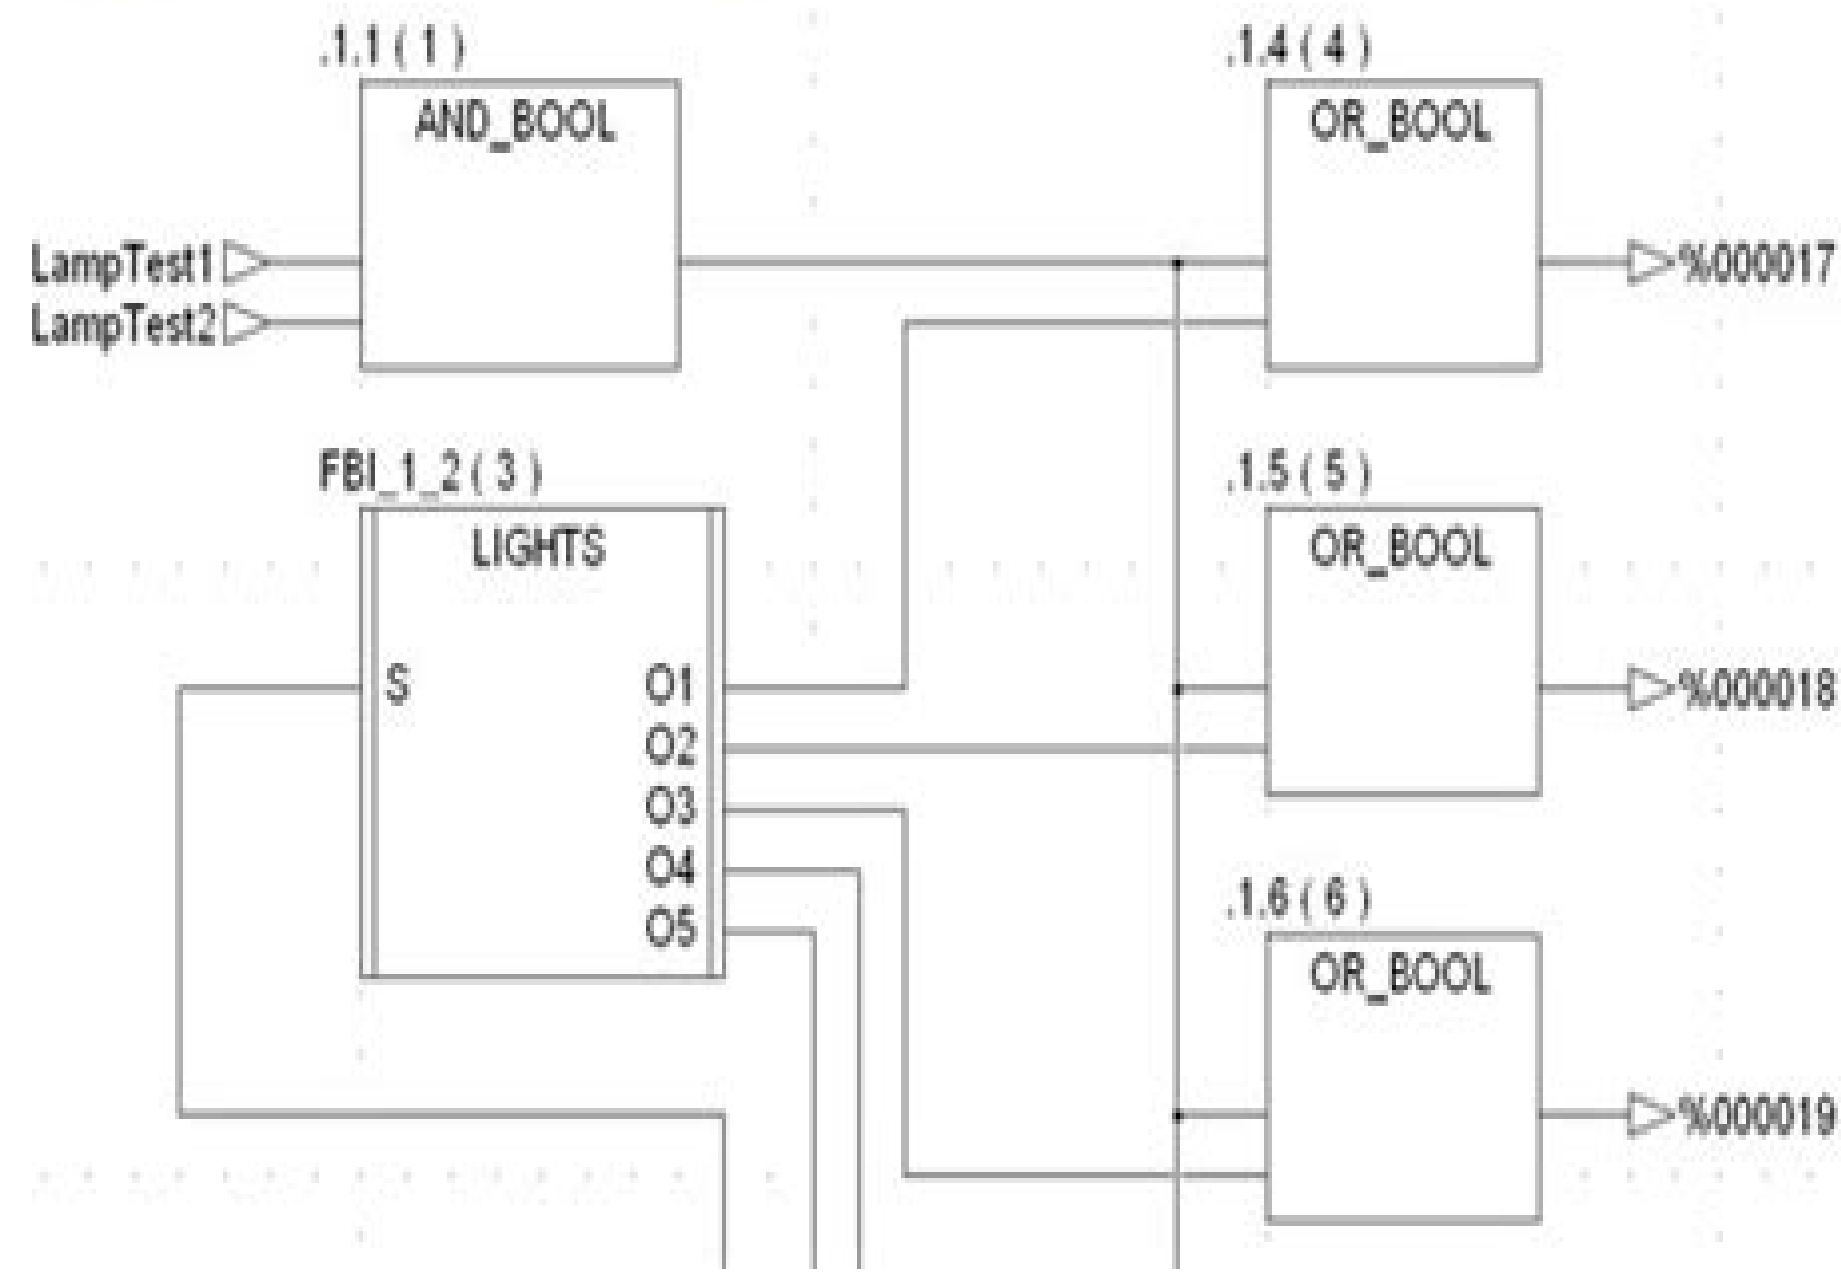 .1.1 ( 1 )
.1.4 ( 4 )
AND_BOOL
OR_BOOL
LampTest1
%000017
LampTest2
FBI_1_2 ( 3 )
.1.5 ( 5 )
LIGHTS
OR_BOOL
S
O1
%000018
O2
O3
O4
.1.6 ( 6 )
O5
OR_BOOL
%000019